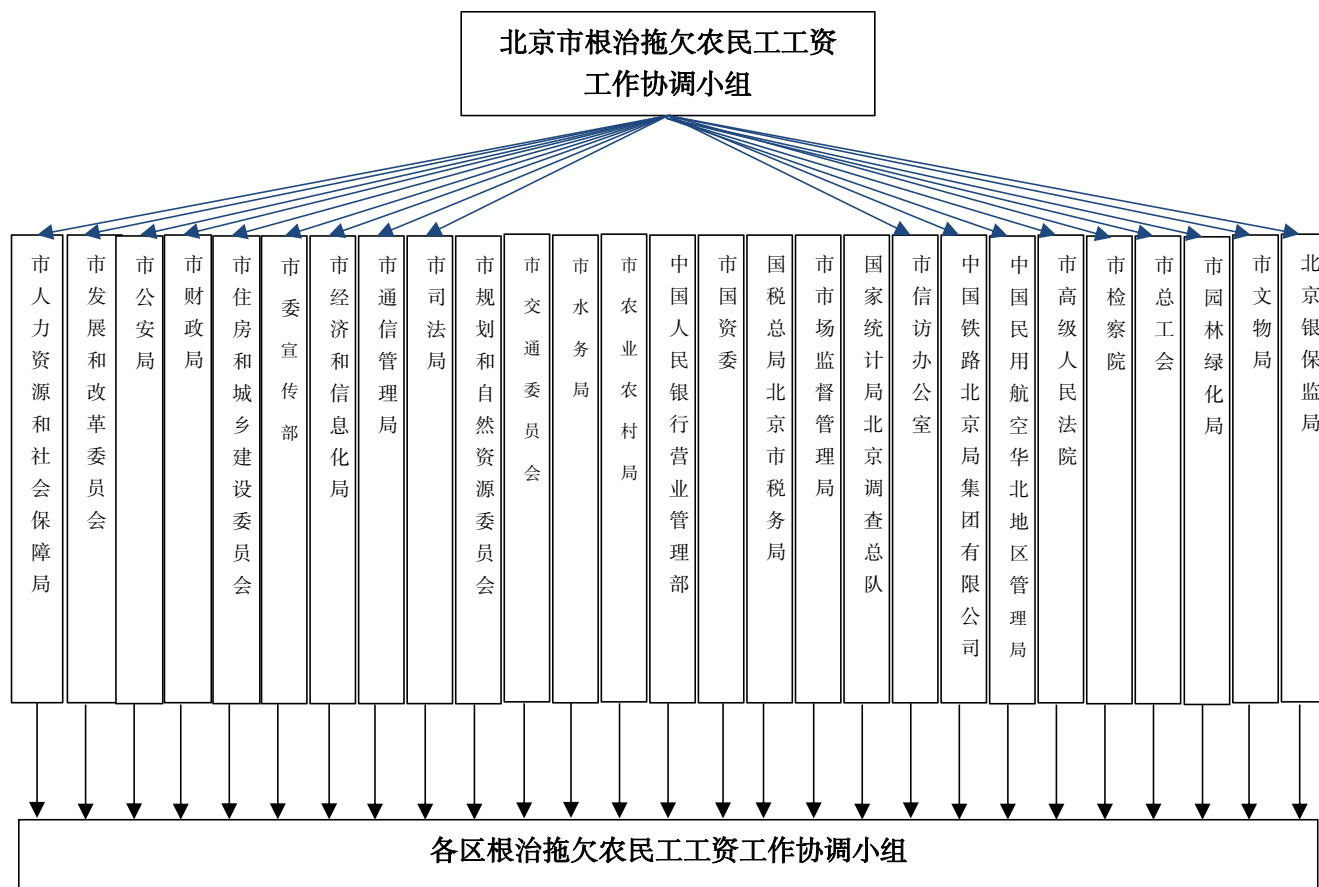 北京市根治拖欠农民工工资
工作协调小组
市人力资源和社会保障局
市发展和改革委员会
市公安局
市财政局
市住房和城乡建设委员会
市委宣传部
市经济和信息化局
市通信管理局
市司法局
市规划和自然资源委员会
市交通委员会
市水务局
市农业农村局
中国人民银行营业管理部
市国资委
国税总局北京市税务局
市市场监督管理局
国家统计局北京调查总队
市信访办公室
中国铁路北京局集团有限公司
中国民用航空华北地区管理局
市高级人民法院
市检察院
市总工会
市园林绿化局
市文物局
北京银保监局
各区根治拖欠农民工工资工作协调小组